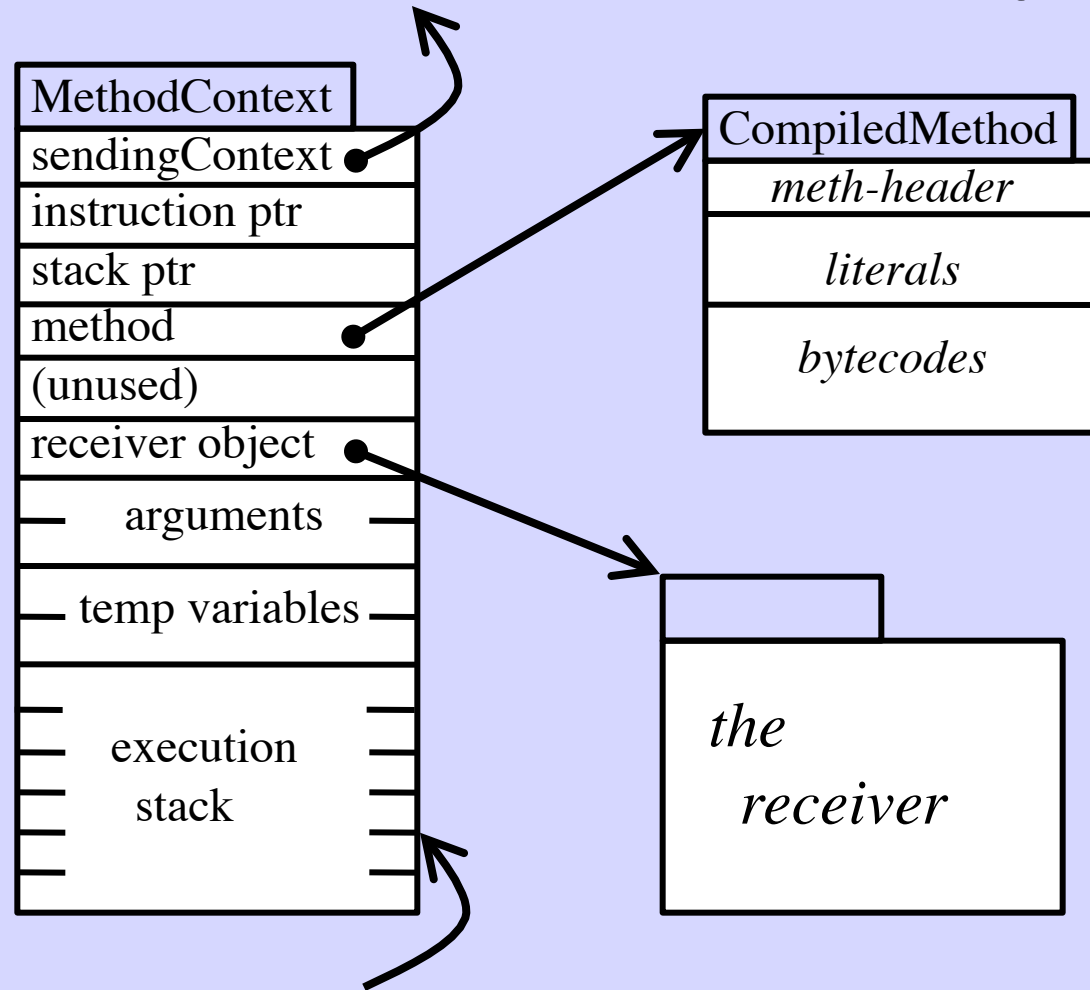 MethodContext
sendingContext
instruction ptr
stack ptr
method
(unused)
receiver object
arguments
temp variables
execution
stack
CompiledMethod
meth-header
literals
bytecodes
the
receiver